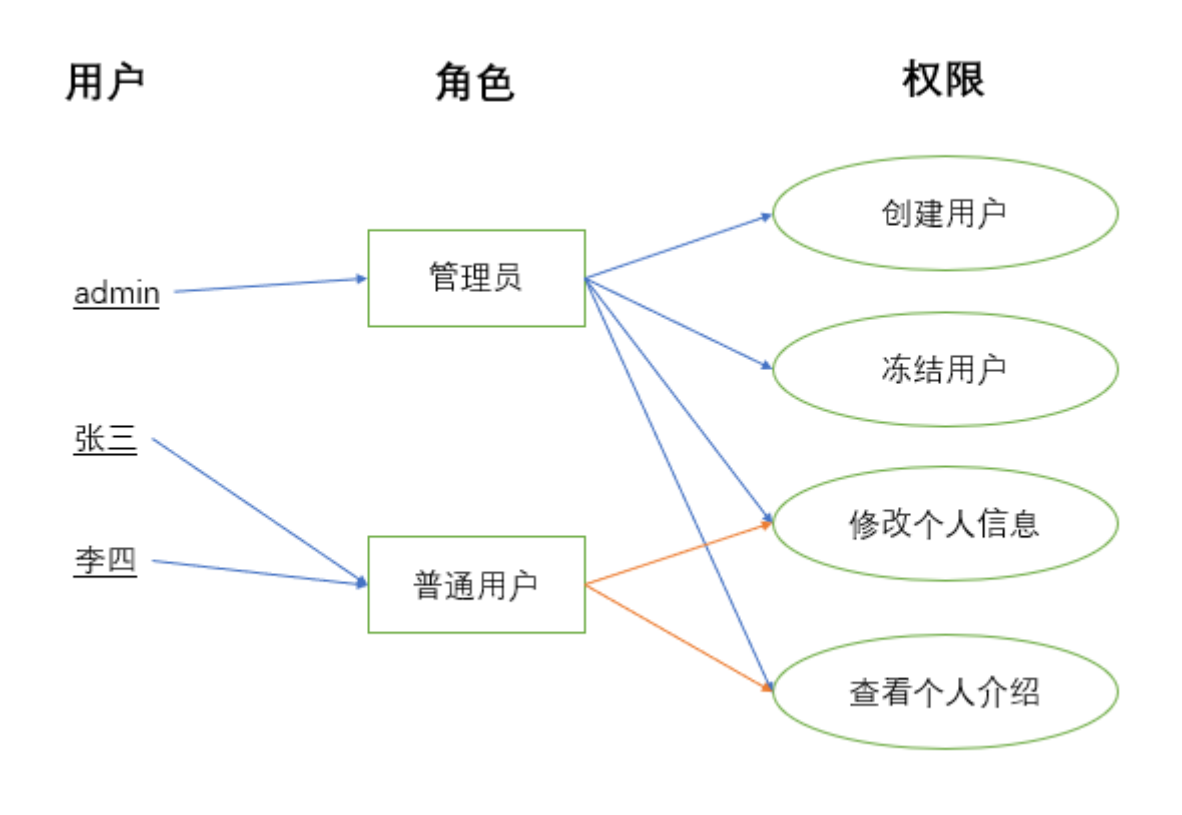 用户
角色
权限
创建用户
管理员
admin
冻结用户
张三
修改个人信息
李四
普通用户
查看个人介绍